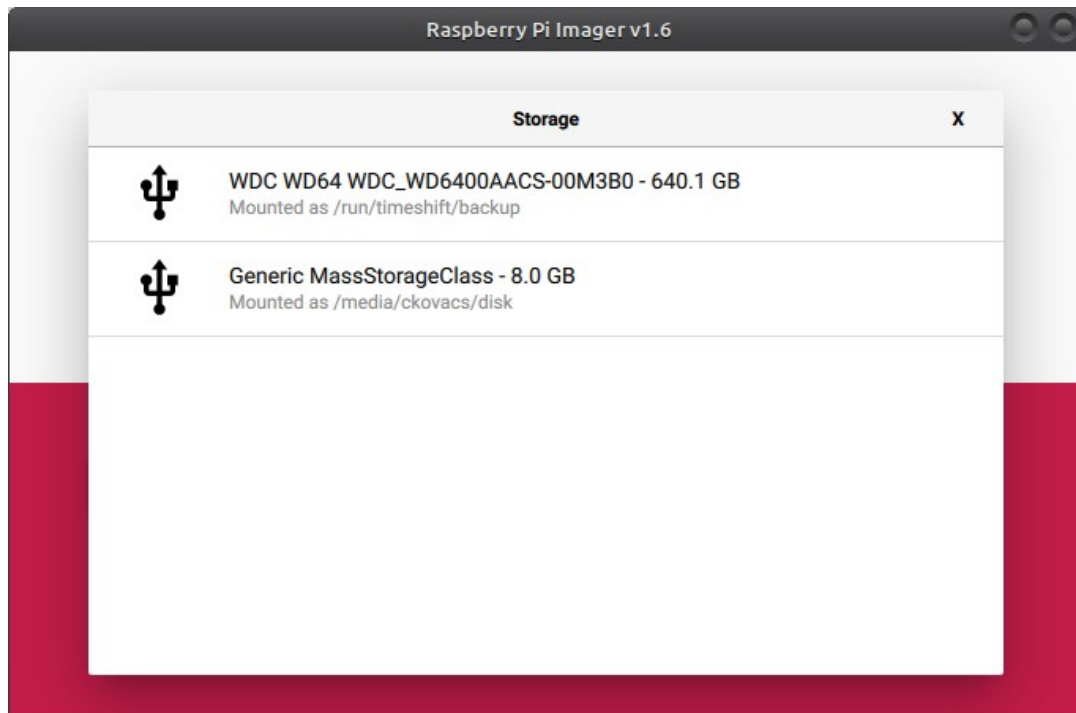 Raspberry Pi Imager v1.6
Storage
X
WDC WD64 WDC_WD6400AACS-00M3B0 - 640.1 GB
Mounted as /run/timeshift/backup
Generic MassStorageClass - 8.0 GB
Mounted as /media/ckovacs/disk